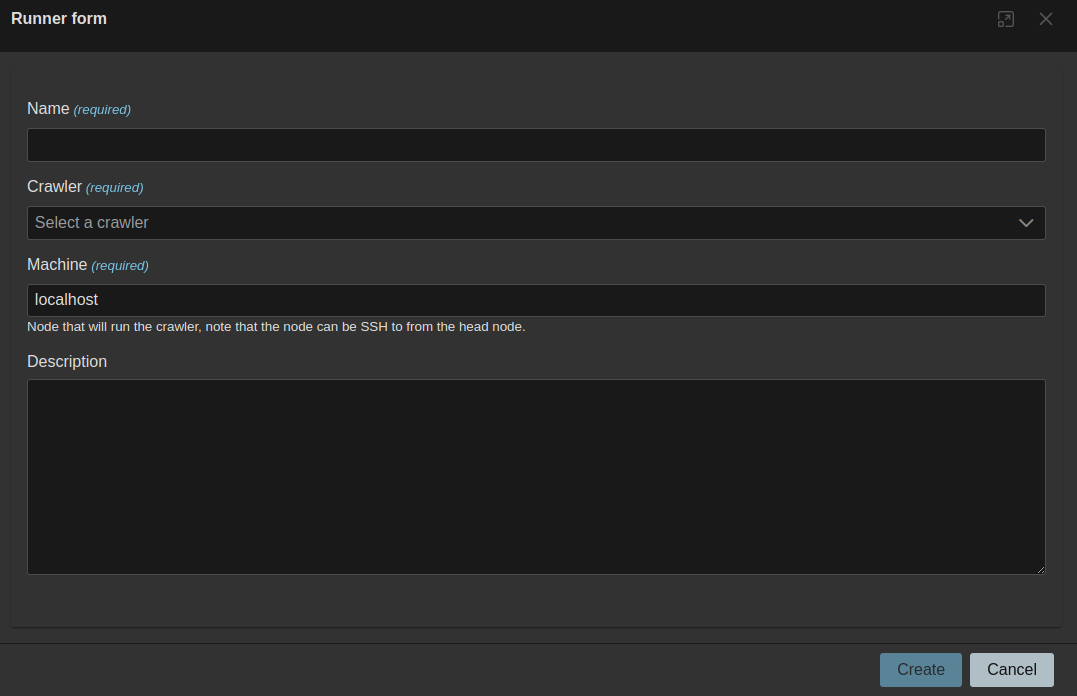 Runner form
Name (required)
Crawler (required)
Select a crawler
Machine (required)
localhost
Node that will run the crawler, note that the node can be SSH to from the head node.
Description
Create Cancel